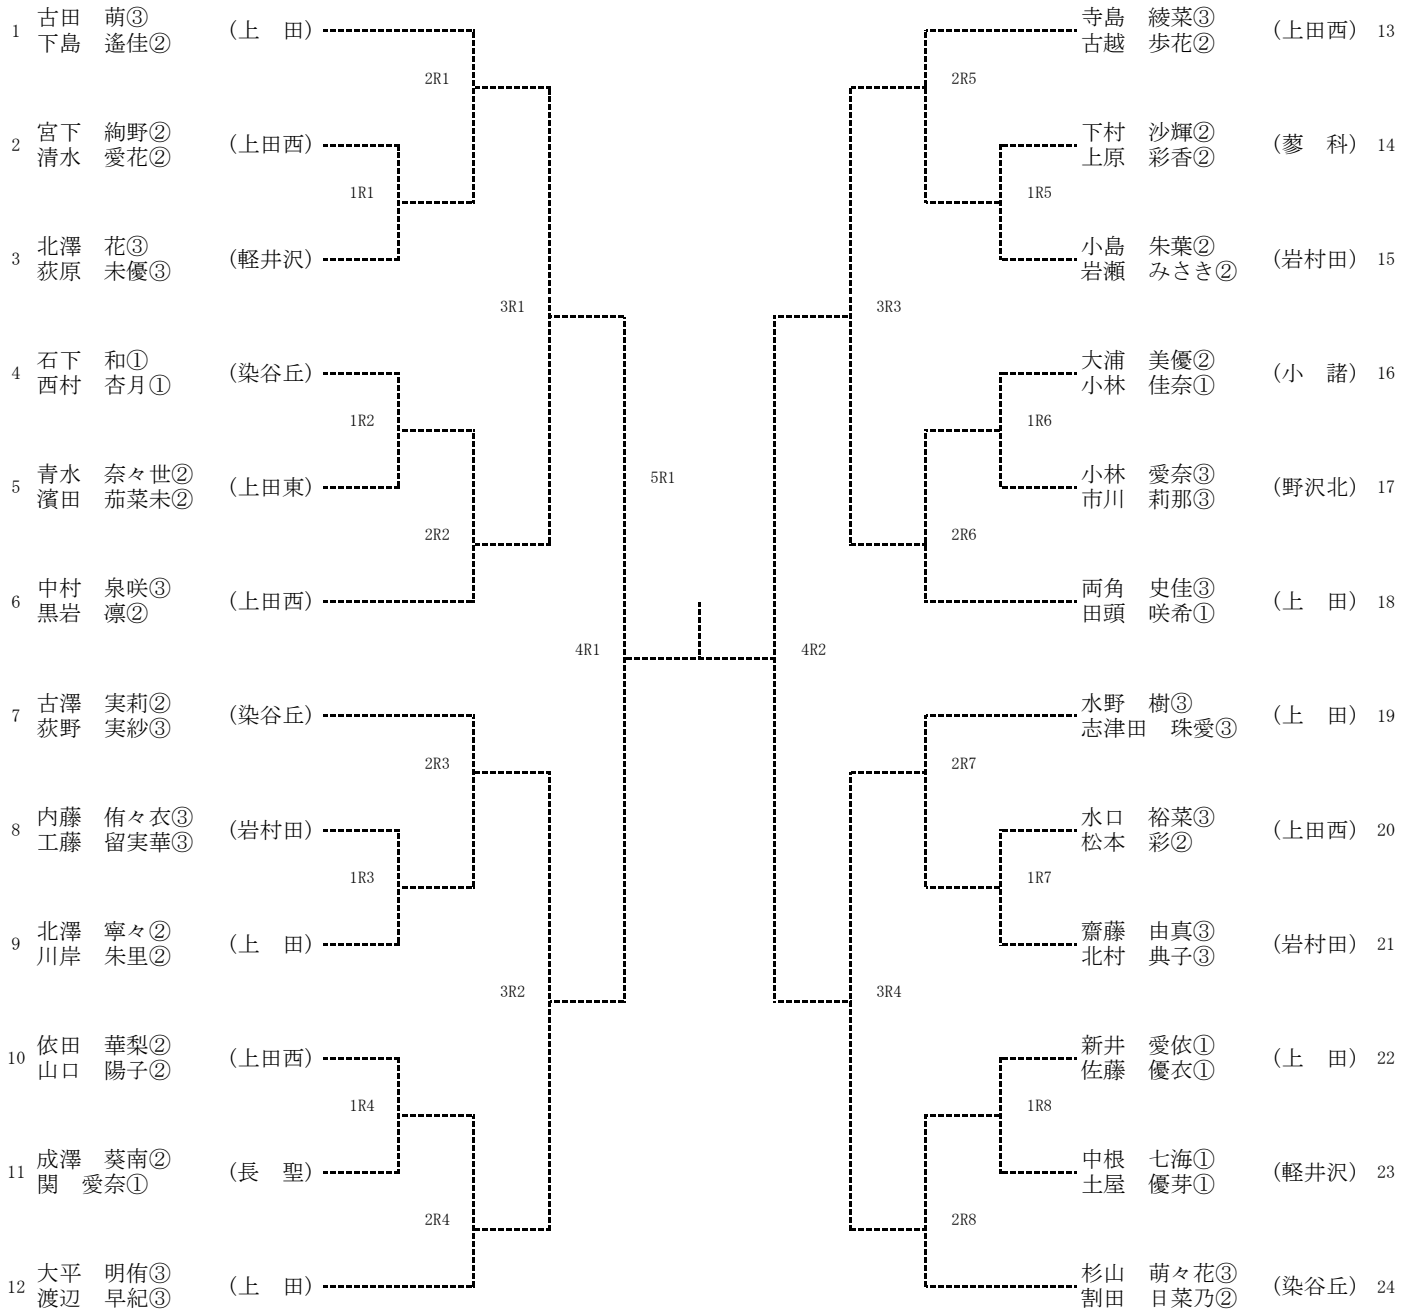 1 古田　萌③ (上　田)
下島　遙佳②
2R1
2 宮下　絢野② (上田西)
清水　愛花②
1R1
3 北澤　花③ (軽井沢)
荻原　未優③
3R1
4 石下　和① (染谷丘)
西村　杏月①
1R2
5 青水　奈々世② (上田東)
濱田　茄菜未②
2R2
6 中村　泉咲③ (上田西)
黒岩　凛②
4R1
7 古澤　実莉② (染谷丘)
荻野　実紗③
2R3
8 内藤　侑々衣③ (岩村田)
工藤　留実華③
1R3
9 北澤　寧々② (上　田)
川岸　朱里②
3R2
10 依田　華梨② (上田西)
山口　陽子②
1R4
11 成澤　葵南② (長　聖)
関　愛奈①
2R4
12 大平　明侑③ (上　田)
渡辺　早紀③
5R1
寺島　綾菜③ (上田西) 13
古越　歩花②
2R5
下村　沙輝② (蓼　科) 14
上原　彩香②
1R5
小島　朱葉② (岩村田) 15
岩瀬　みさき②
3R3
大浦　美優② (小　諸) 16
小林　佳奈①
1R6
小林　愛奈③ (野沢北) 17
市川　莉那③
2R6
両角　史佳③ (上　田) 18
田頭　咲希①
4R2
水野　樹③ (上　田) 19
志津田　珠愛③
2R7
水口　裕菜③ (上田西) 20
松本　彩②
1R7
齋藤　由真③ (岩村田) 21
北村　典子③
3R4
新井　愛依① (上　田) 22
佐藤　優衣①
1R8
中根　七海① (軽井沢) 23
土屋　優芽①
2R8
杉山　萌々花③ (染谷丘) 24
割田　日菜乃②